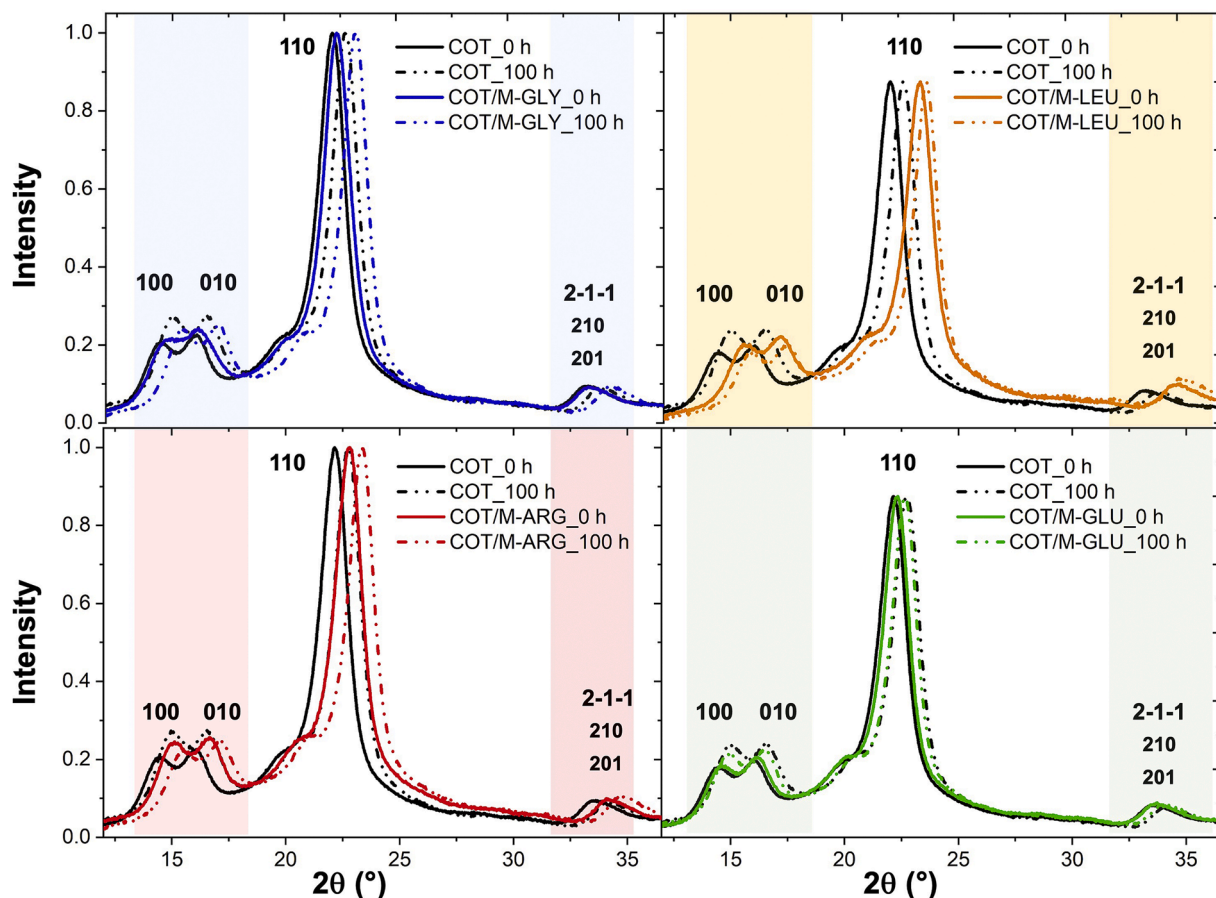 Intensity
1.0
0.8
0.6
0.4
0.2
0.0
110
COT_0 h
COT_100 h
COT/M-GLY_0 h
COT/M-GLY_100 h
100
010
2-1-1
210
201
110
COT_0 h
COT_100 h
COT/M-LEU_0 h
COT/M-LEU_100 h
100
010
2-1-1
210
201
Intensity
1.0
0.8
0.6
0.4
0.2
0.0
110
COT_0 h
COT_100 h
COT/M-ARG_0 h
COT/M-ARG_100 h
100
010
2-1-1
210
201
15
20
25
30
35
2θ (°)
110
COT_0 h
COT_100 h
COT/M-GLU_0 h
COT/M-GLU_100 h
100
010
2-1-1
210
201
15
20
25
30
35
2θ (°)